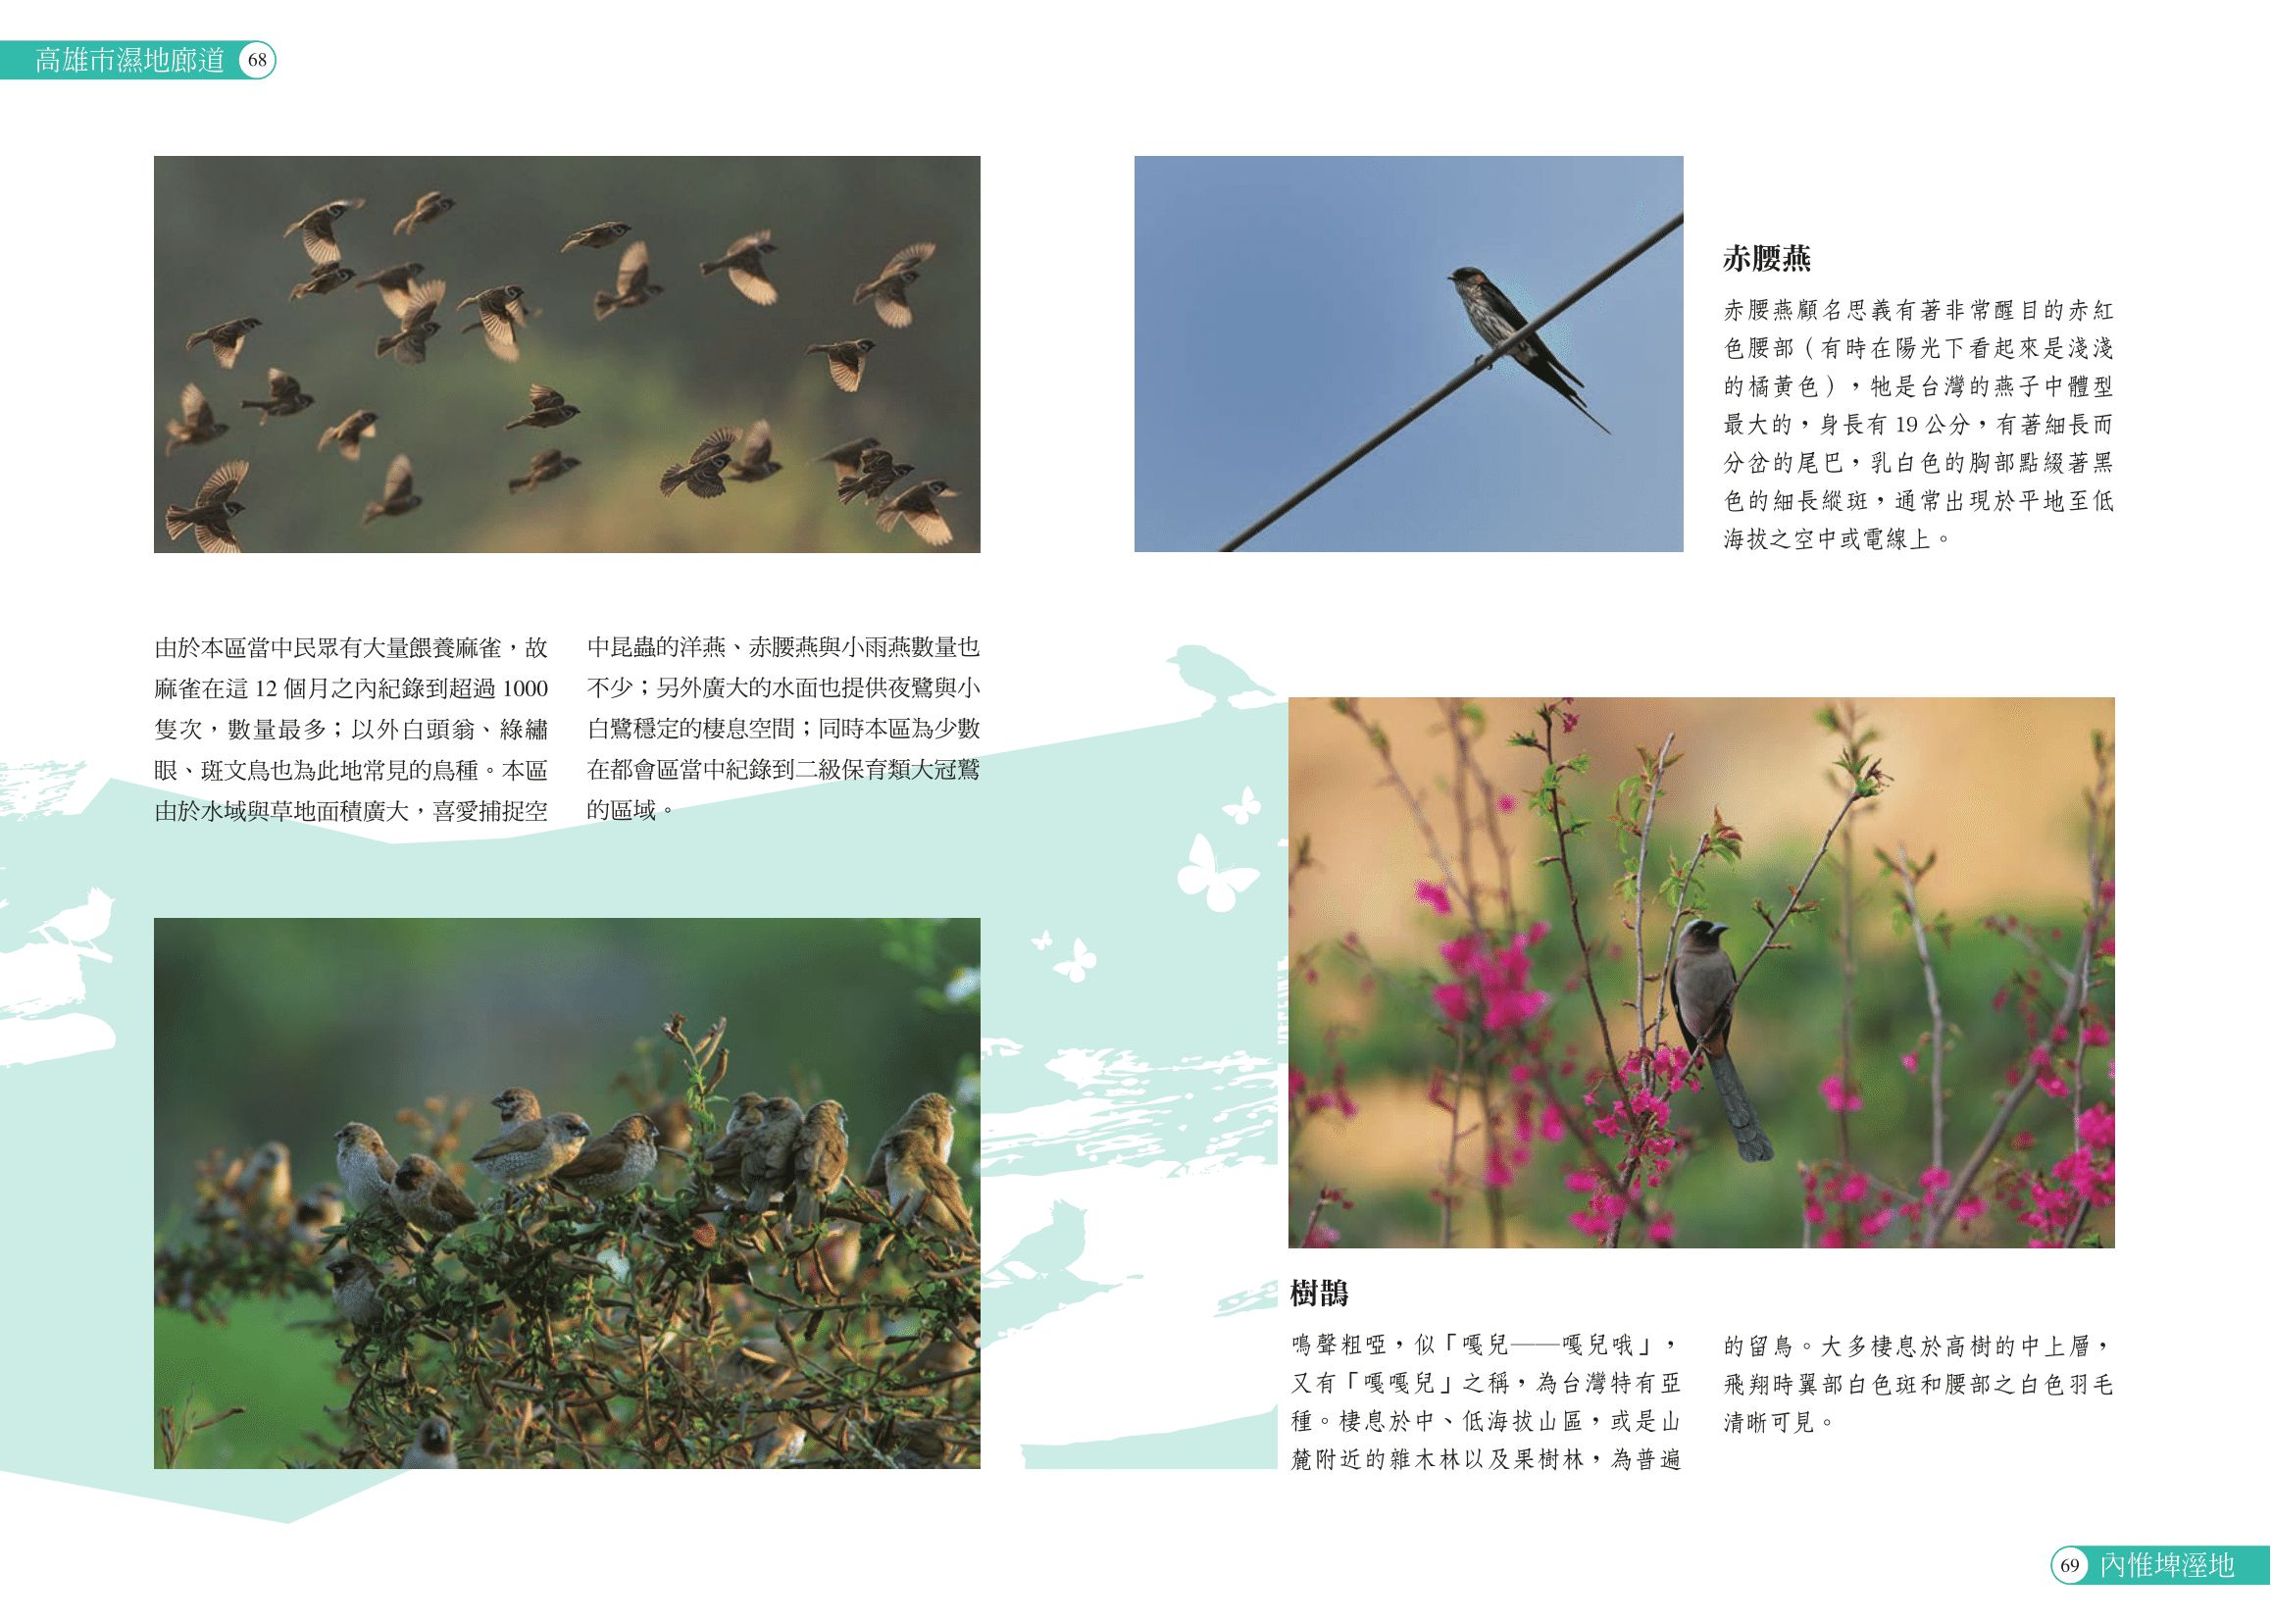 高雄市濕地廊道 68
由於本區當中民眾有大量餵養麻雀，故
麻雀在這 12 個月之內紀錄到超過 1000
隻次，數量最多；以外白頭翁、綠繡
眼、斑文鳥也為此地常見的鳥種。本區
由於水域與草地面積廣大，喜愛捕捉空
中昆蟲的洋燕、赤腰燕與小雨燕數量也
不少；另外廣大的水面也提供夜鷺與小
白鷺穩定的棲息空間；同時本區為少數
在都會區當中紀錄到二級保育類大冠鷲
的區域。
赤腰燕
赤腰燕顧名思義有著非常醒目的赤紅
色腰部（有時在陽光下看起來是淺淺
的橘黃色），牠是台灣的燕子中體型
最大的，身長有 19 公分，有著細長而
分岔的尾巴，乳白色的胸部點綴著黑
色的細長縱斑，通常出現於平地至低
海拔之空中或電線上。
樹鵲
鳴聲粗啞，似「嘎兒──嘎兒哦」，
又有「嘎嘎兒」之稱，為台灣特有亞
種。棲息於中、低海拔山區，或是山
麓附近的雜木林以及果樹林，為普遍
的留鳥。大多棲息於高樹的中上層，
飛翔時翼部白色斑和腰部之白色羽毛
清晰可見。
69 內惟埤溼地